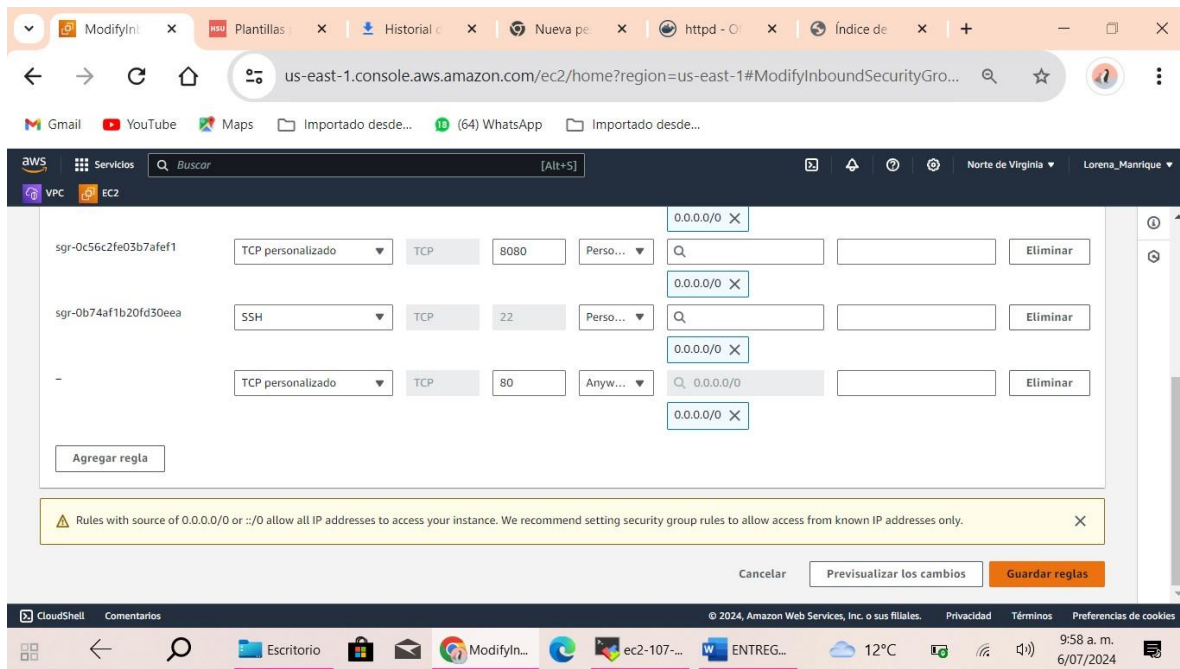 ModifyInt
Plantillas
Historial d
Nueva pe
httpd - Of
Índice de
us-east-1.console.aws.amazon.com/ec2/home?region=us-east-1#ModifyInboundSecurityGro...
Gmail YouTube Maps Importado desde... (64) WhatsApp Importado desde...
aws Servicios Buscar [Alt+S] Norte de Virginia Lorena_Manrique
VPC EC2
0.0.0.0/0
sgr-0c56c2fe03b7afef1 TCP personalizado TCP 8080 Perso... Eliminar
0.0.0.0/0
sgr-0b74af1b20fd30eea SSH TCP 22 Perso... Eliminar
0.0.0.0/0
– TCP personalizado TCP 80 Anyw... 0.0.0.0/0 Eliminar
0.0.0.0/0
Agregar regla
Rules with source of 0.0.0.0/0 or ::/0 allow all IP addresses to access your instance. We recommend setting security group rules to allow access from known IP addresses only.
Cancelar Previsualizar los cambios Guardar reglas
CloudShell Comentarios © 2024, Amazon Web Services, Inc. o sus filiales. Privacidad Términos Preferencias de cookies
Escritorio ModifyIn... ec2-107-... ENTREG... 12°C 9:58 a. m.
6/07/2024